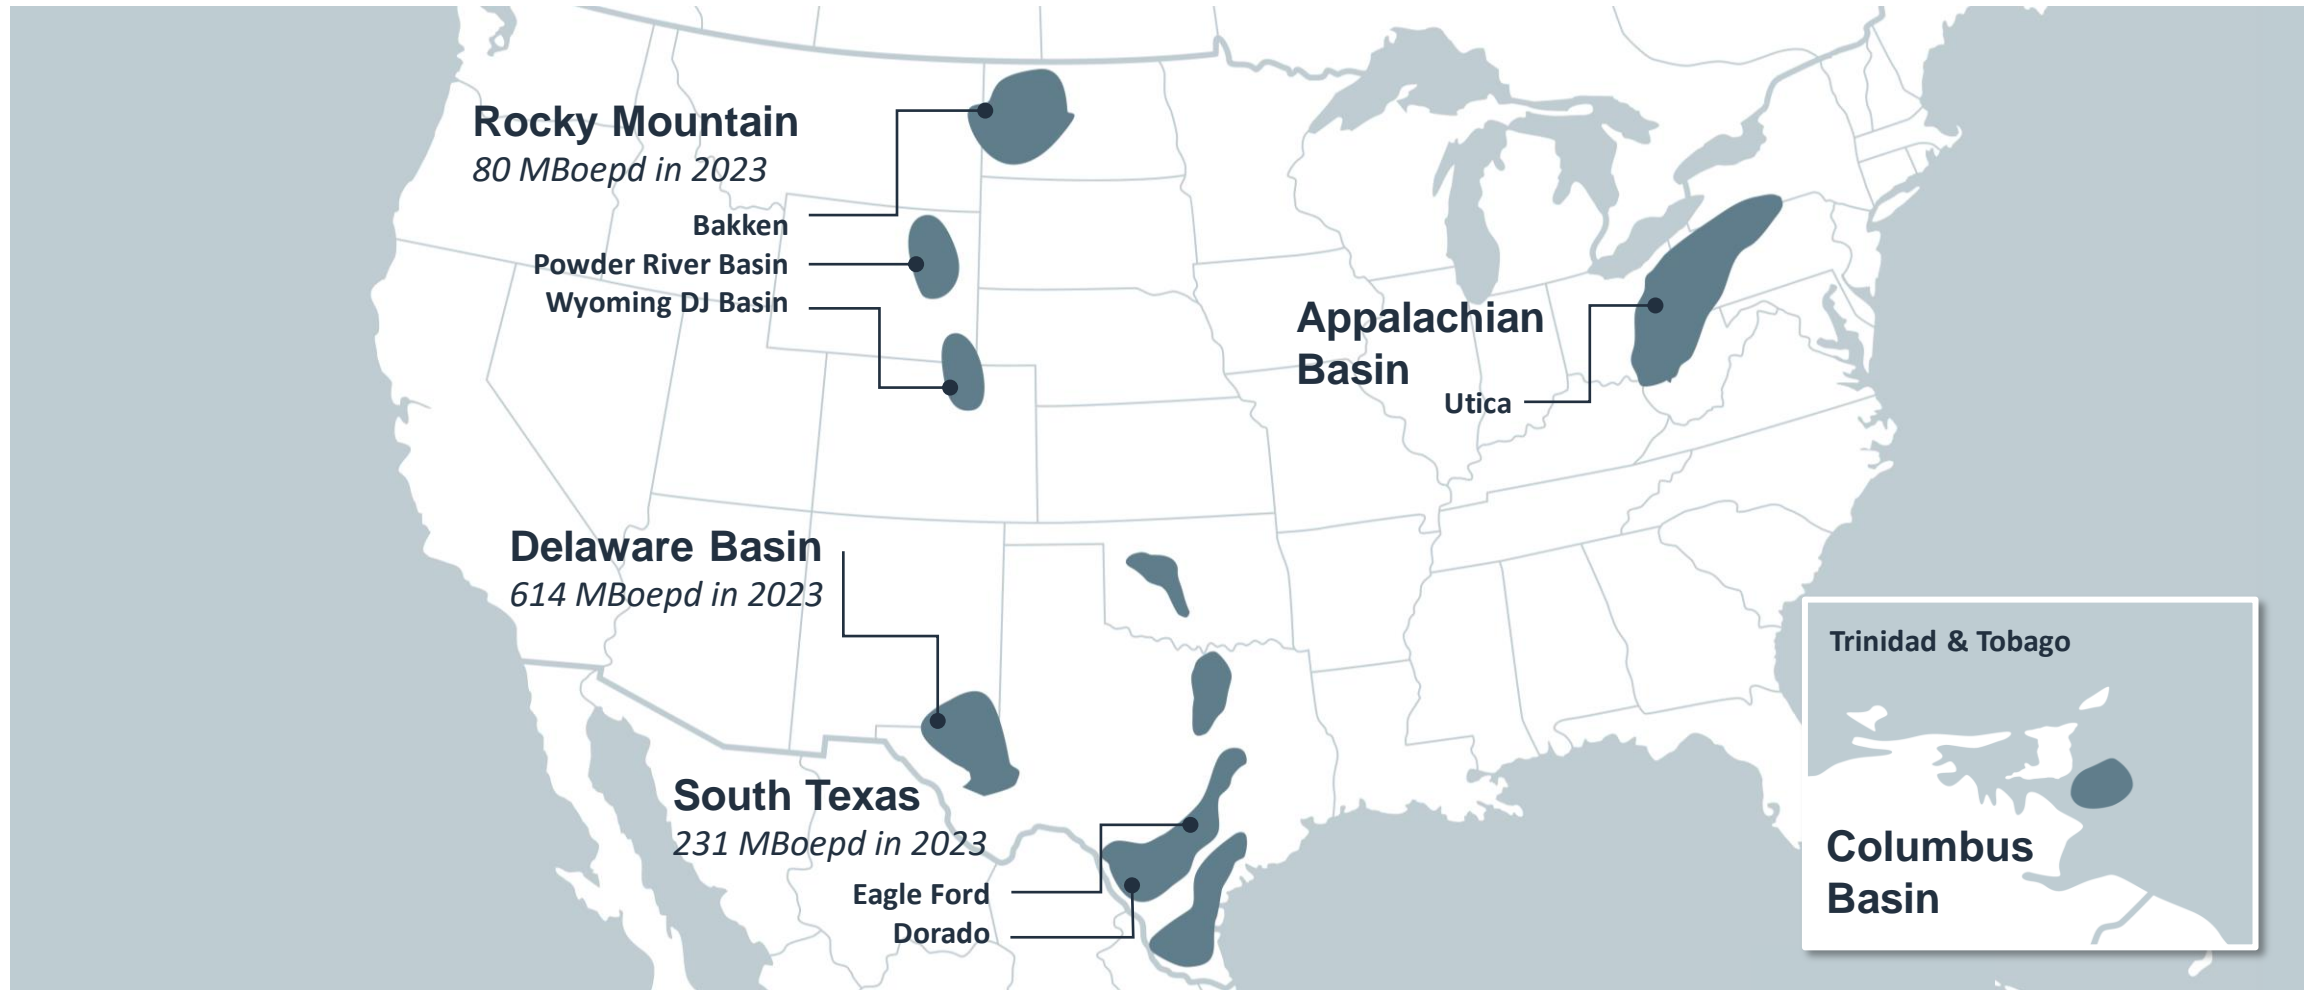 Rocky Mountain
80 MBoepd in 2023
Bakken
Powder River Basin
Wyoming DJ Basin
Appalachian
Basin
Utica
Delaware Basin
614 MBoepd in 2023
South Texas
231 MBoepd in 2023
Eagle Ford
Dorado
Trinidad & Tobago
Columbus
Basin